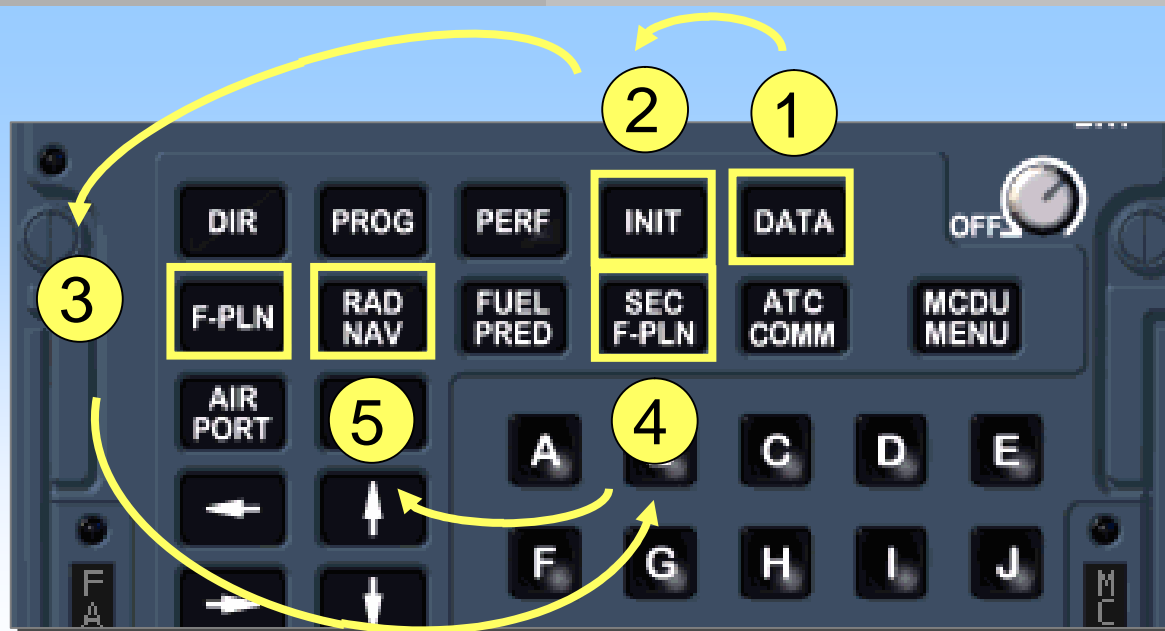 2
1
DIR
PROG
PERF
INIT
DATA
OFF
3
F-PLN
RAD
NAV
FUEL
PRED
SEC
F-PLN
ATC
COMM
MCDU
MENU
AIR
PORT
5
4
A
C
D
E
F
G
H
I
J
F
A
M
C